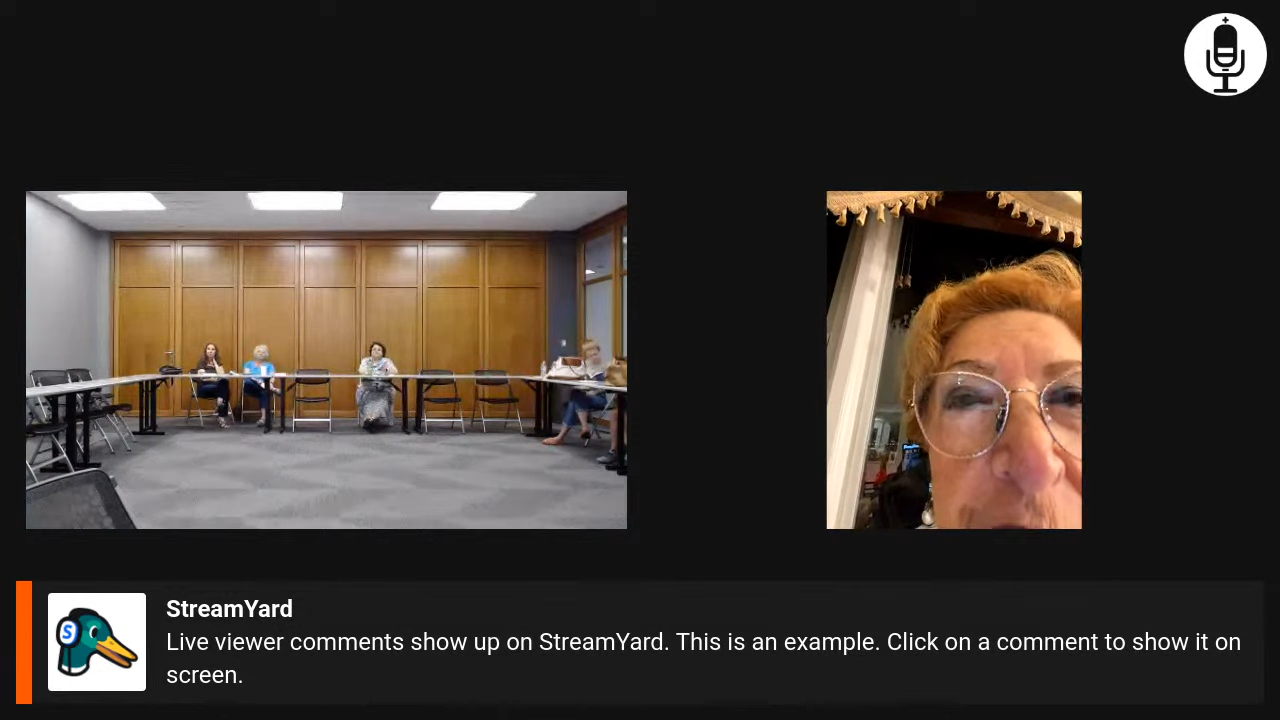 StreamYard
Live viewer comments show up on StreamYard. This is an example. Click on a comment to show it on
screen.